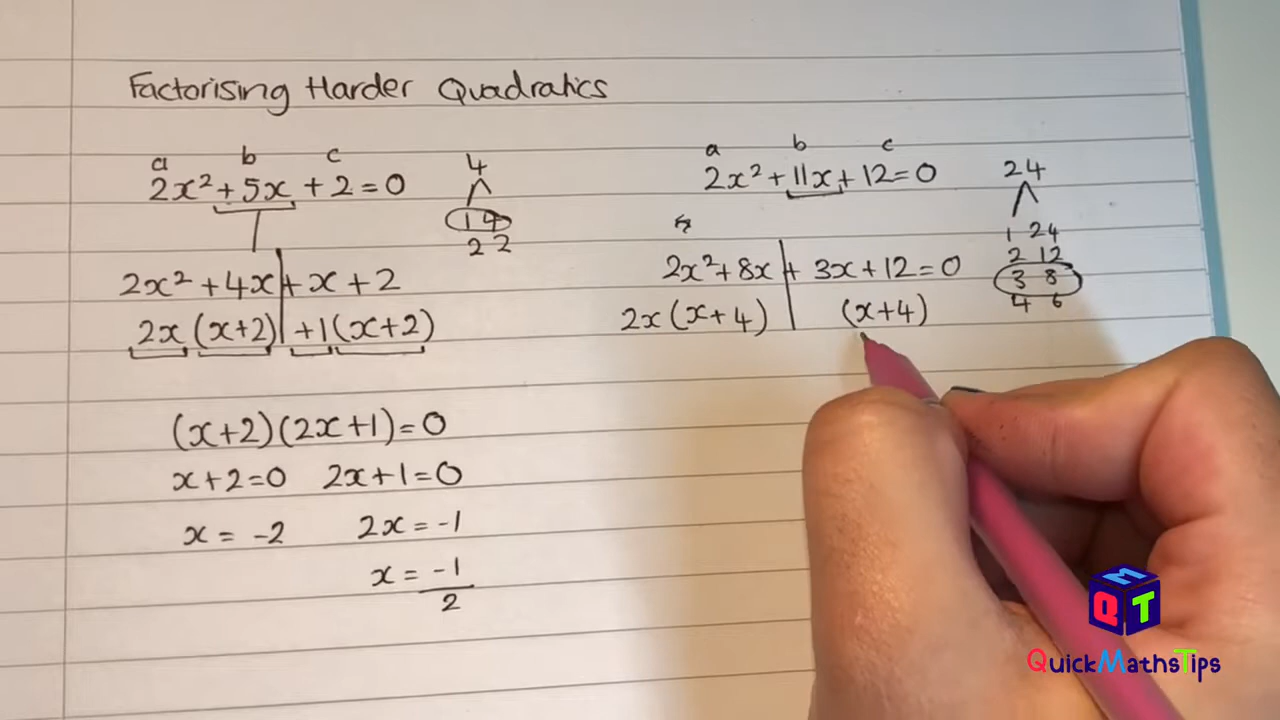 Factorising Harder Quadratics
a b c
2x² + 5x + 2 = 0
4
1 4
2 2
2x² + 4x + x + 2
2x (x+2) +1 (x+2)
(x+2)(2x+1)=0
x+2=0 2x+1=0
x = -2 2x = -1
x = -1
2
a b c
2x² + 11x + 12 = 0
24
1 24
2 12
3 8
4 6
2x² + 8x + 3x + 12 = 0
2x (x + 4) (x+4)
QuickMathsTips
M
Q T